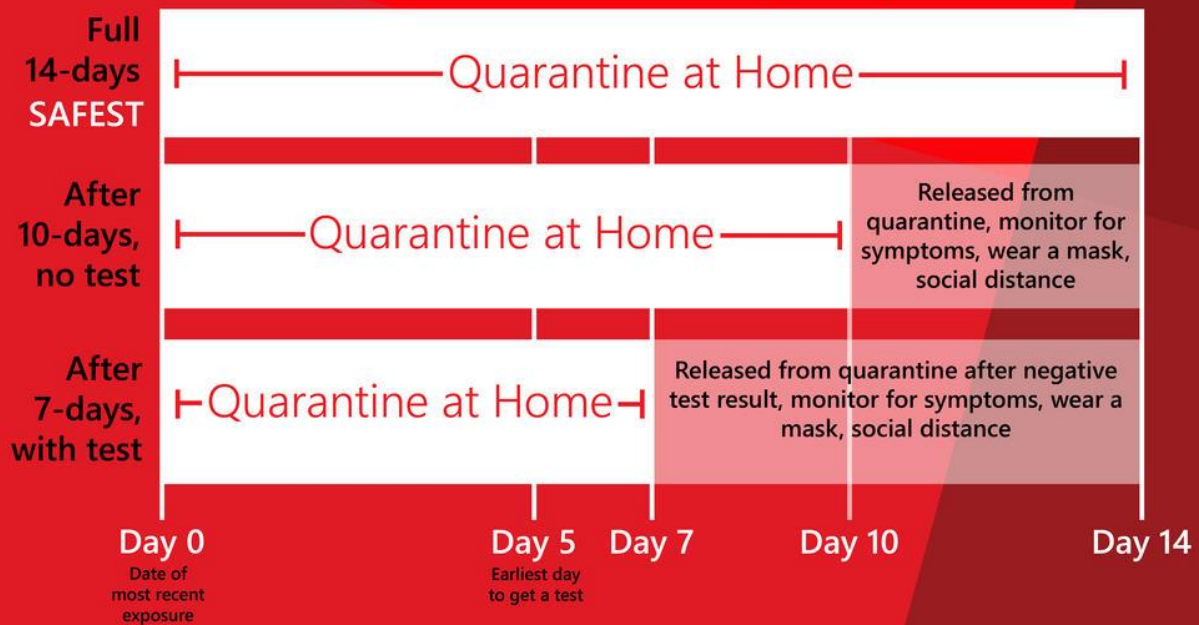 Full
14-days
SAFEST
Quarantine at Home
After
10-days,
no test
Quarantine at Home
Released from
quarantine, monitor for
symptoms, wear a mask,
social distance
After
7-days,
with test
Quarantine at Home
Released from quarantine after negative
test result, monitor for symptoms, wear a
mask, social distance
Day 0
Date of
most recent
exposure
Day 5
Earliest day
to get a test
Day 7
Day 10
Day 14